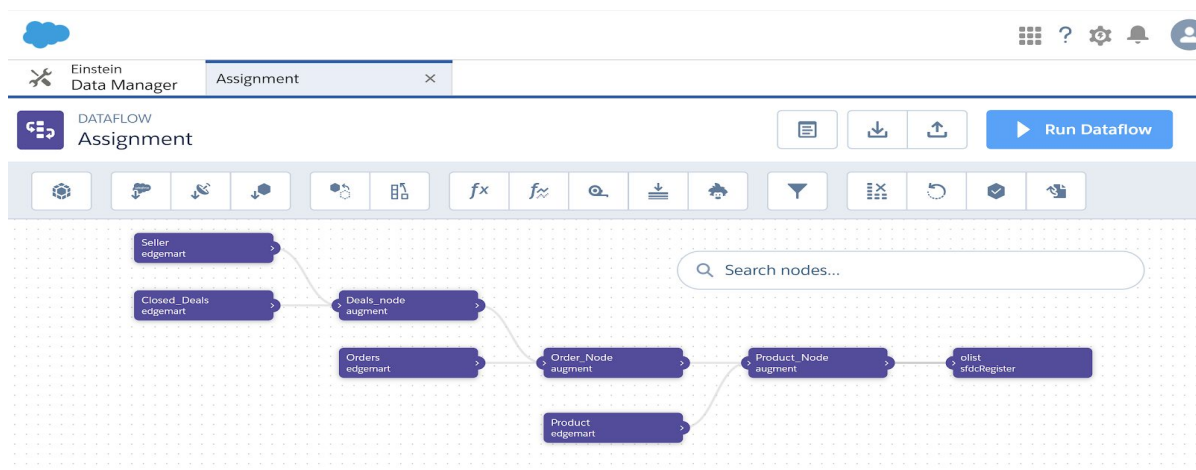 Einstein
Data Manager
Assignment
DATAFLOW
Assignment
Run Dataflow
fx
Seller
edgemart
Search nodes...
Closed_Deals
edgemart
Deals_node
augment
Orders
edgemart
Order_Node
augment
Product_Node
augment
olist
sfdcRegister
Product
edgemart